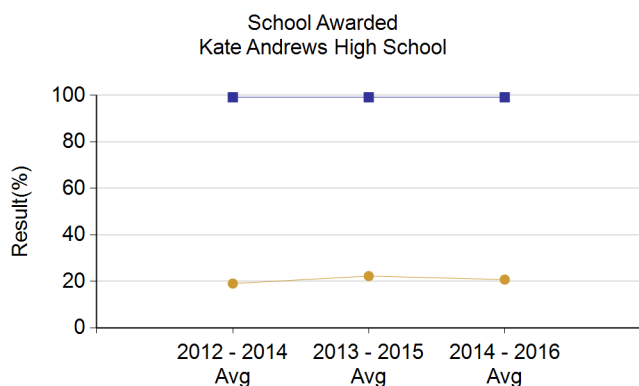 School Awarded
Kate Andrews High School
Result(%)
100
80
60
40
20
0
2012 - 2014 Avg
2013 - 2015 Avg
2014 - 2016 Avg